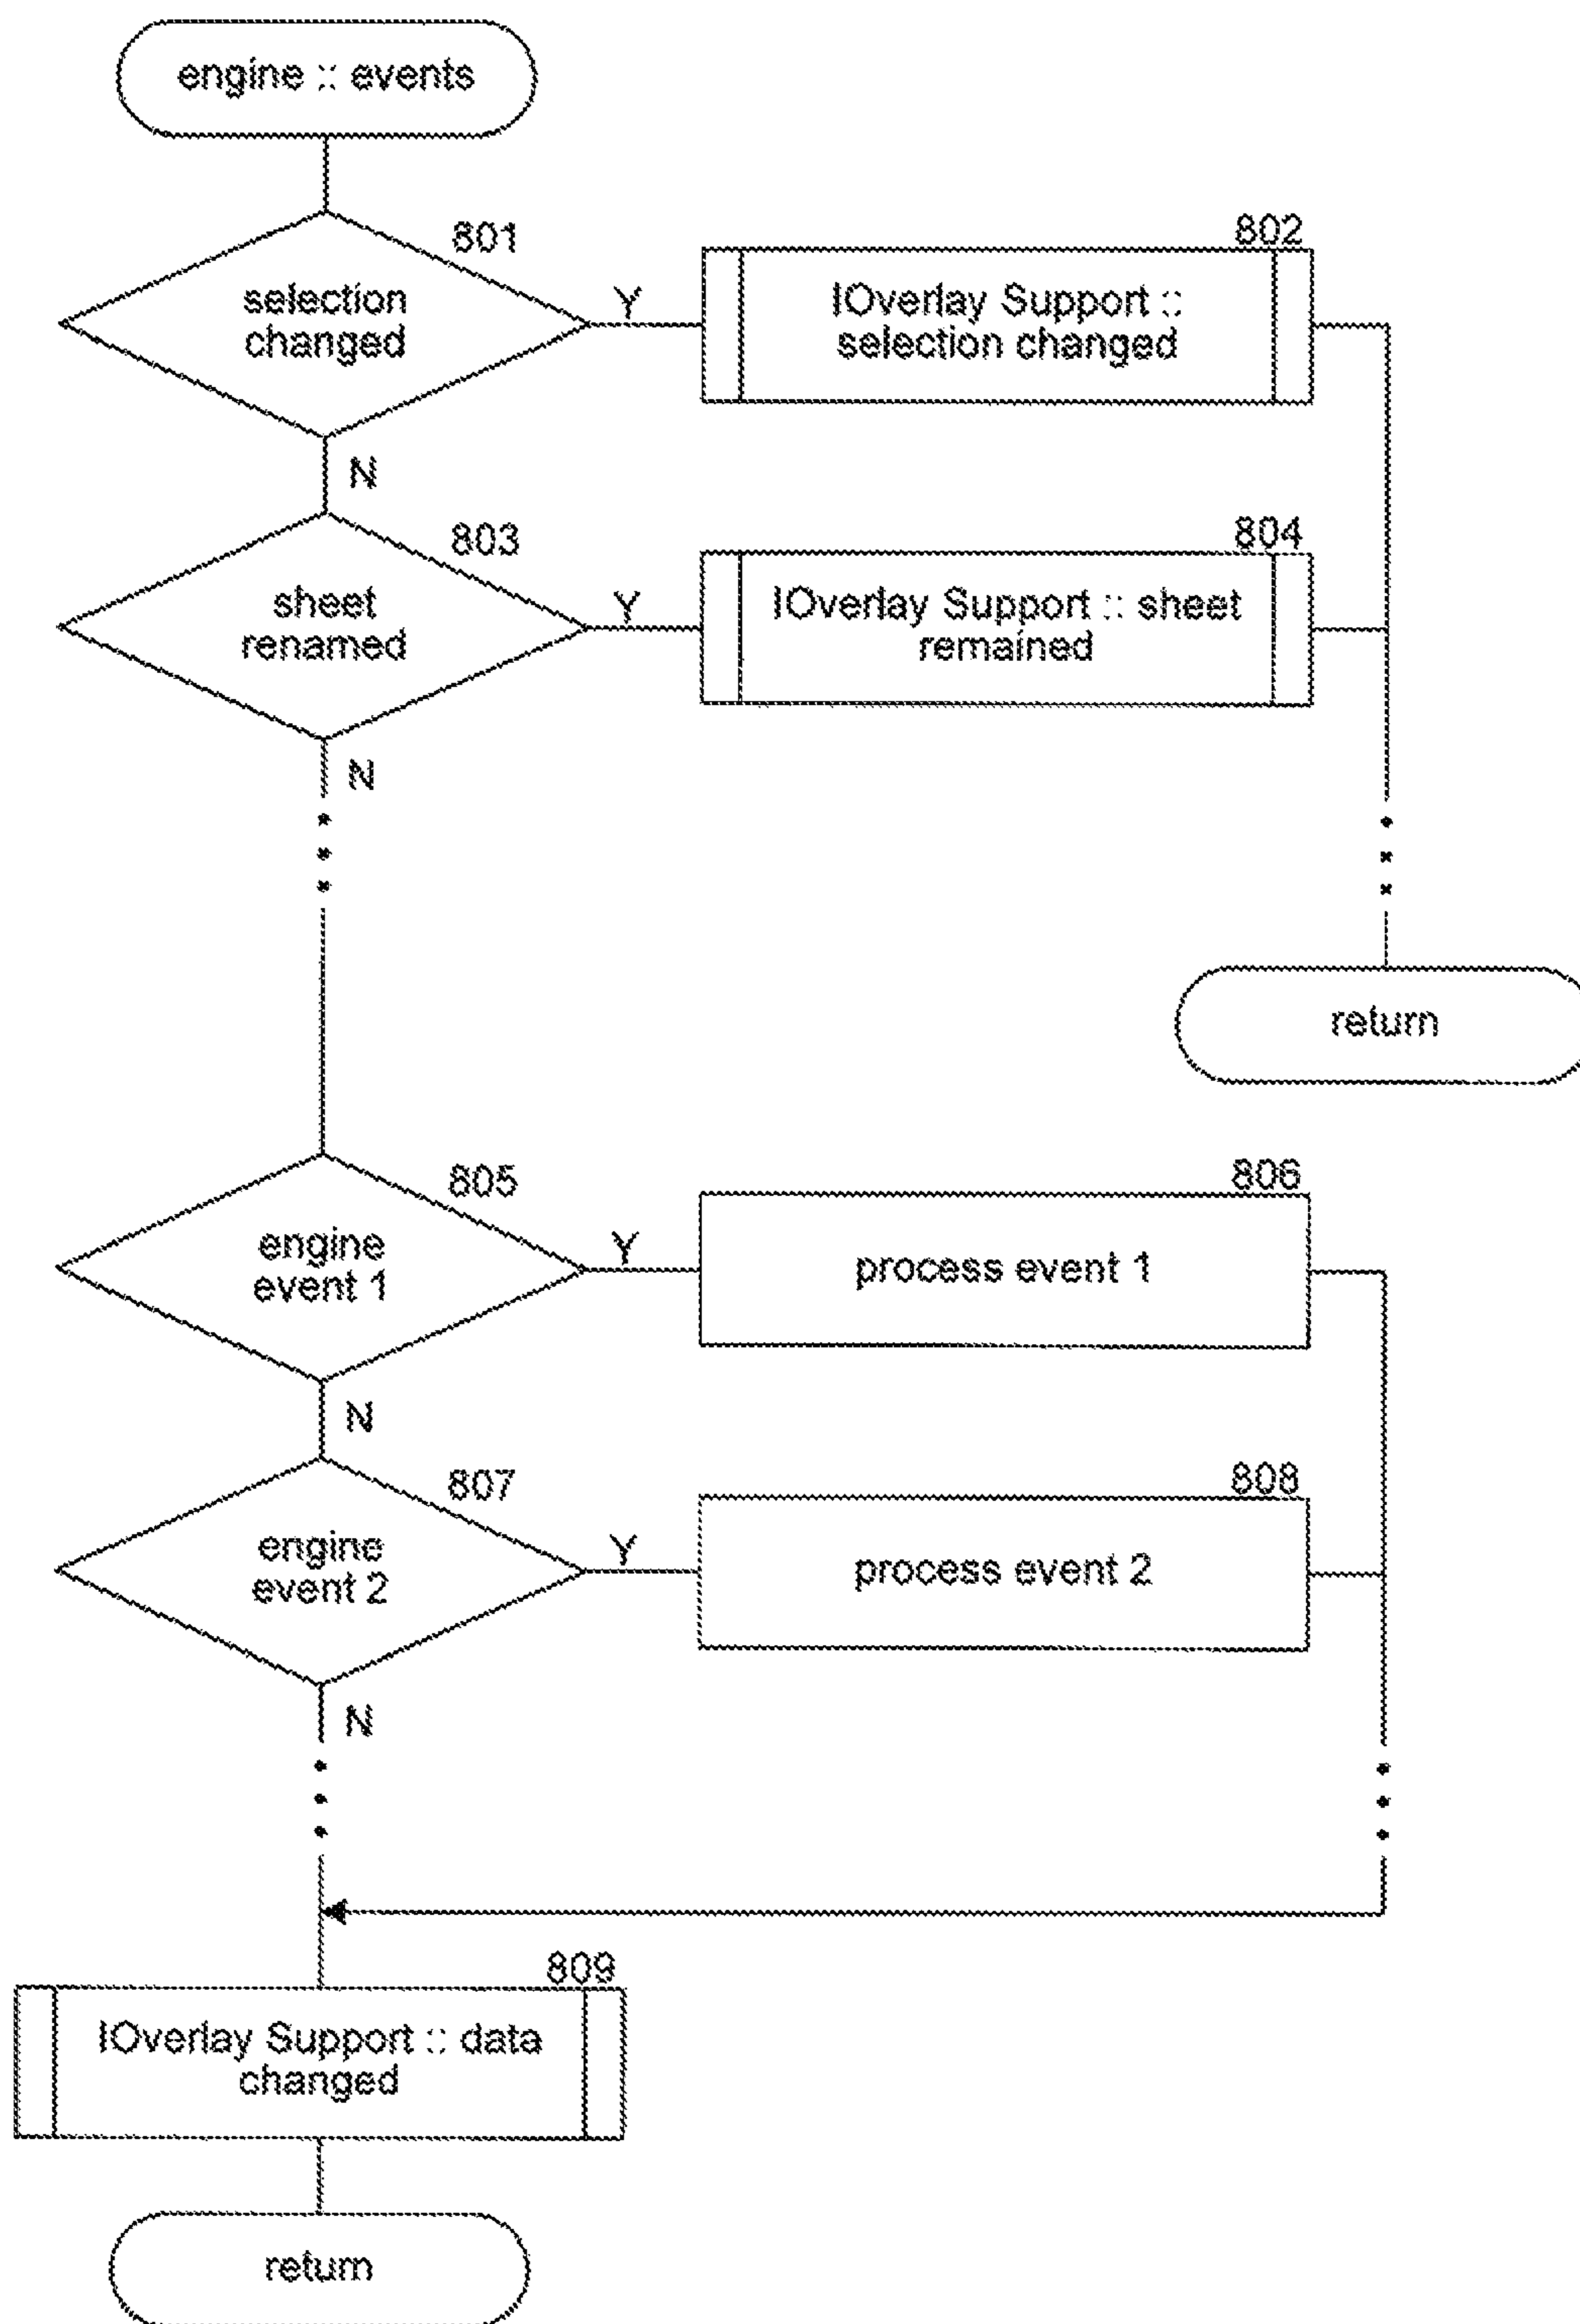 engine :: events
801
selection
changed
Y
802
IOverlay Support ::
selection changed
N
803
sheet
renamed
Y
804
IOverlay Support :: sheet
remained
N
return
805
engine
event 1
Y
806
process event 1
N
807
engine
event 2
Y
808
process event 2
N
809
IOverlay Support :: data
changed
return